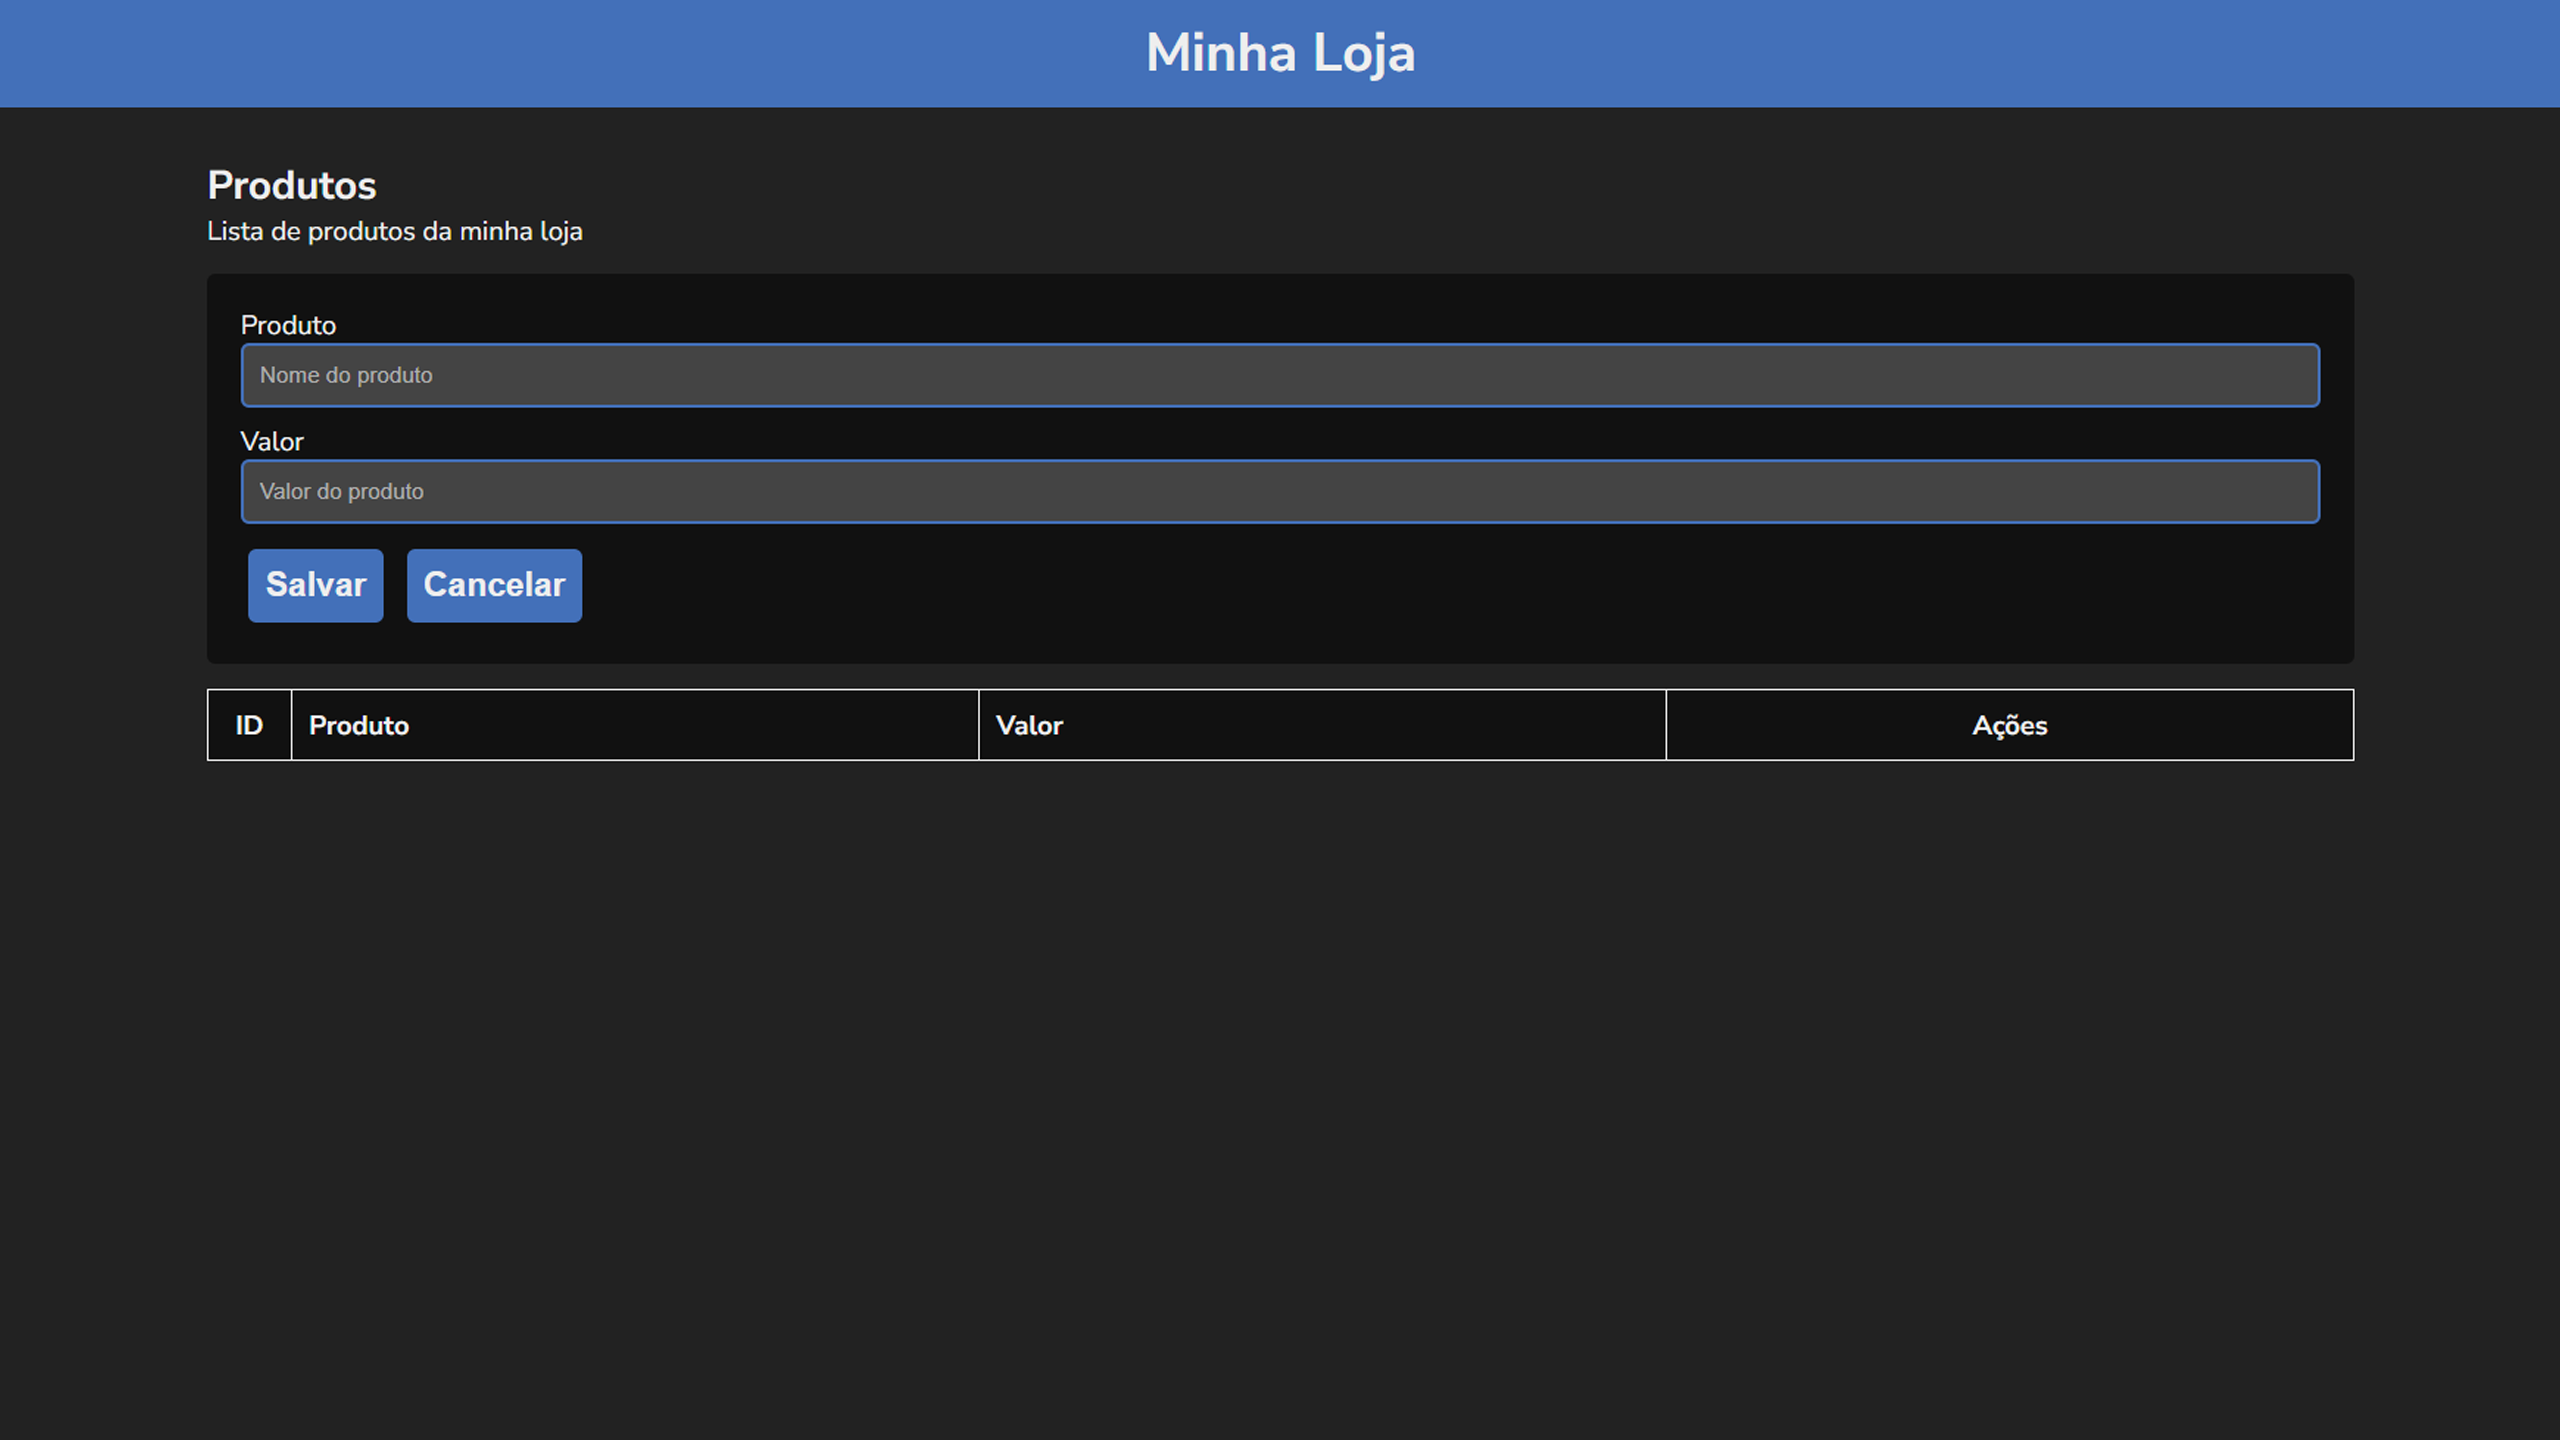 Minha Loja
Produtos
Lista de produtos da minha loja
Produto
Nome do produto
Valor
Valor do produto
Salvar Cancelar
ID Produto Valor Ações